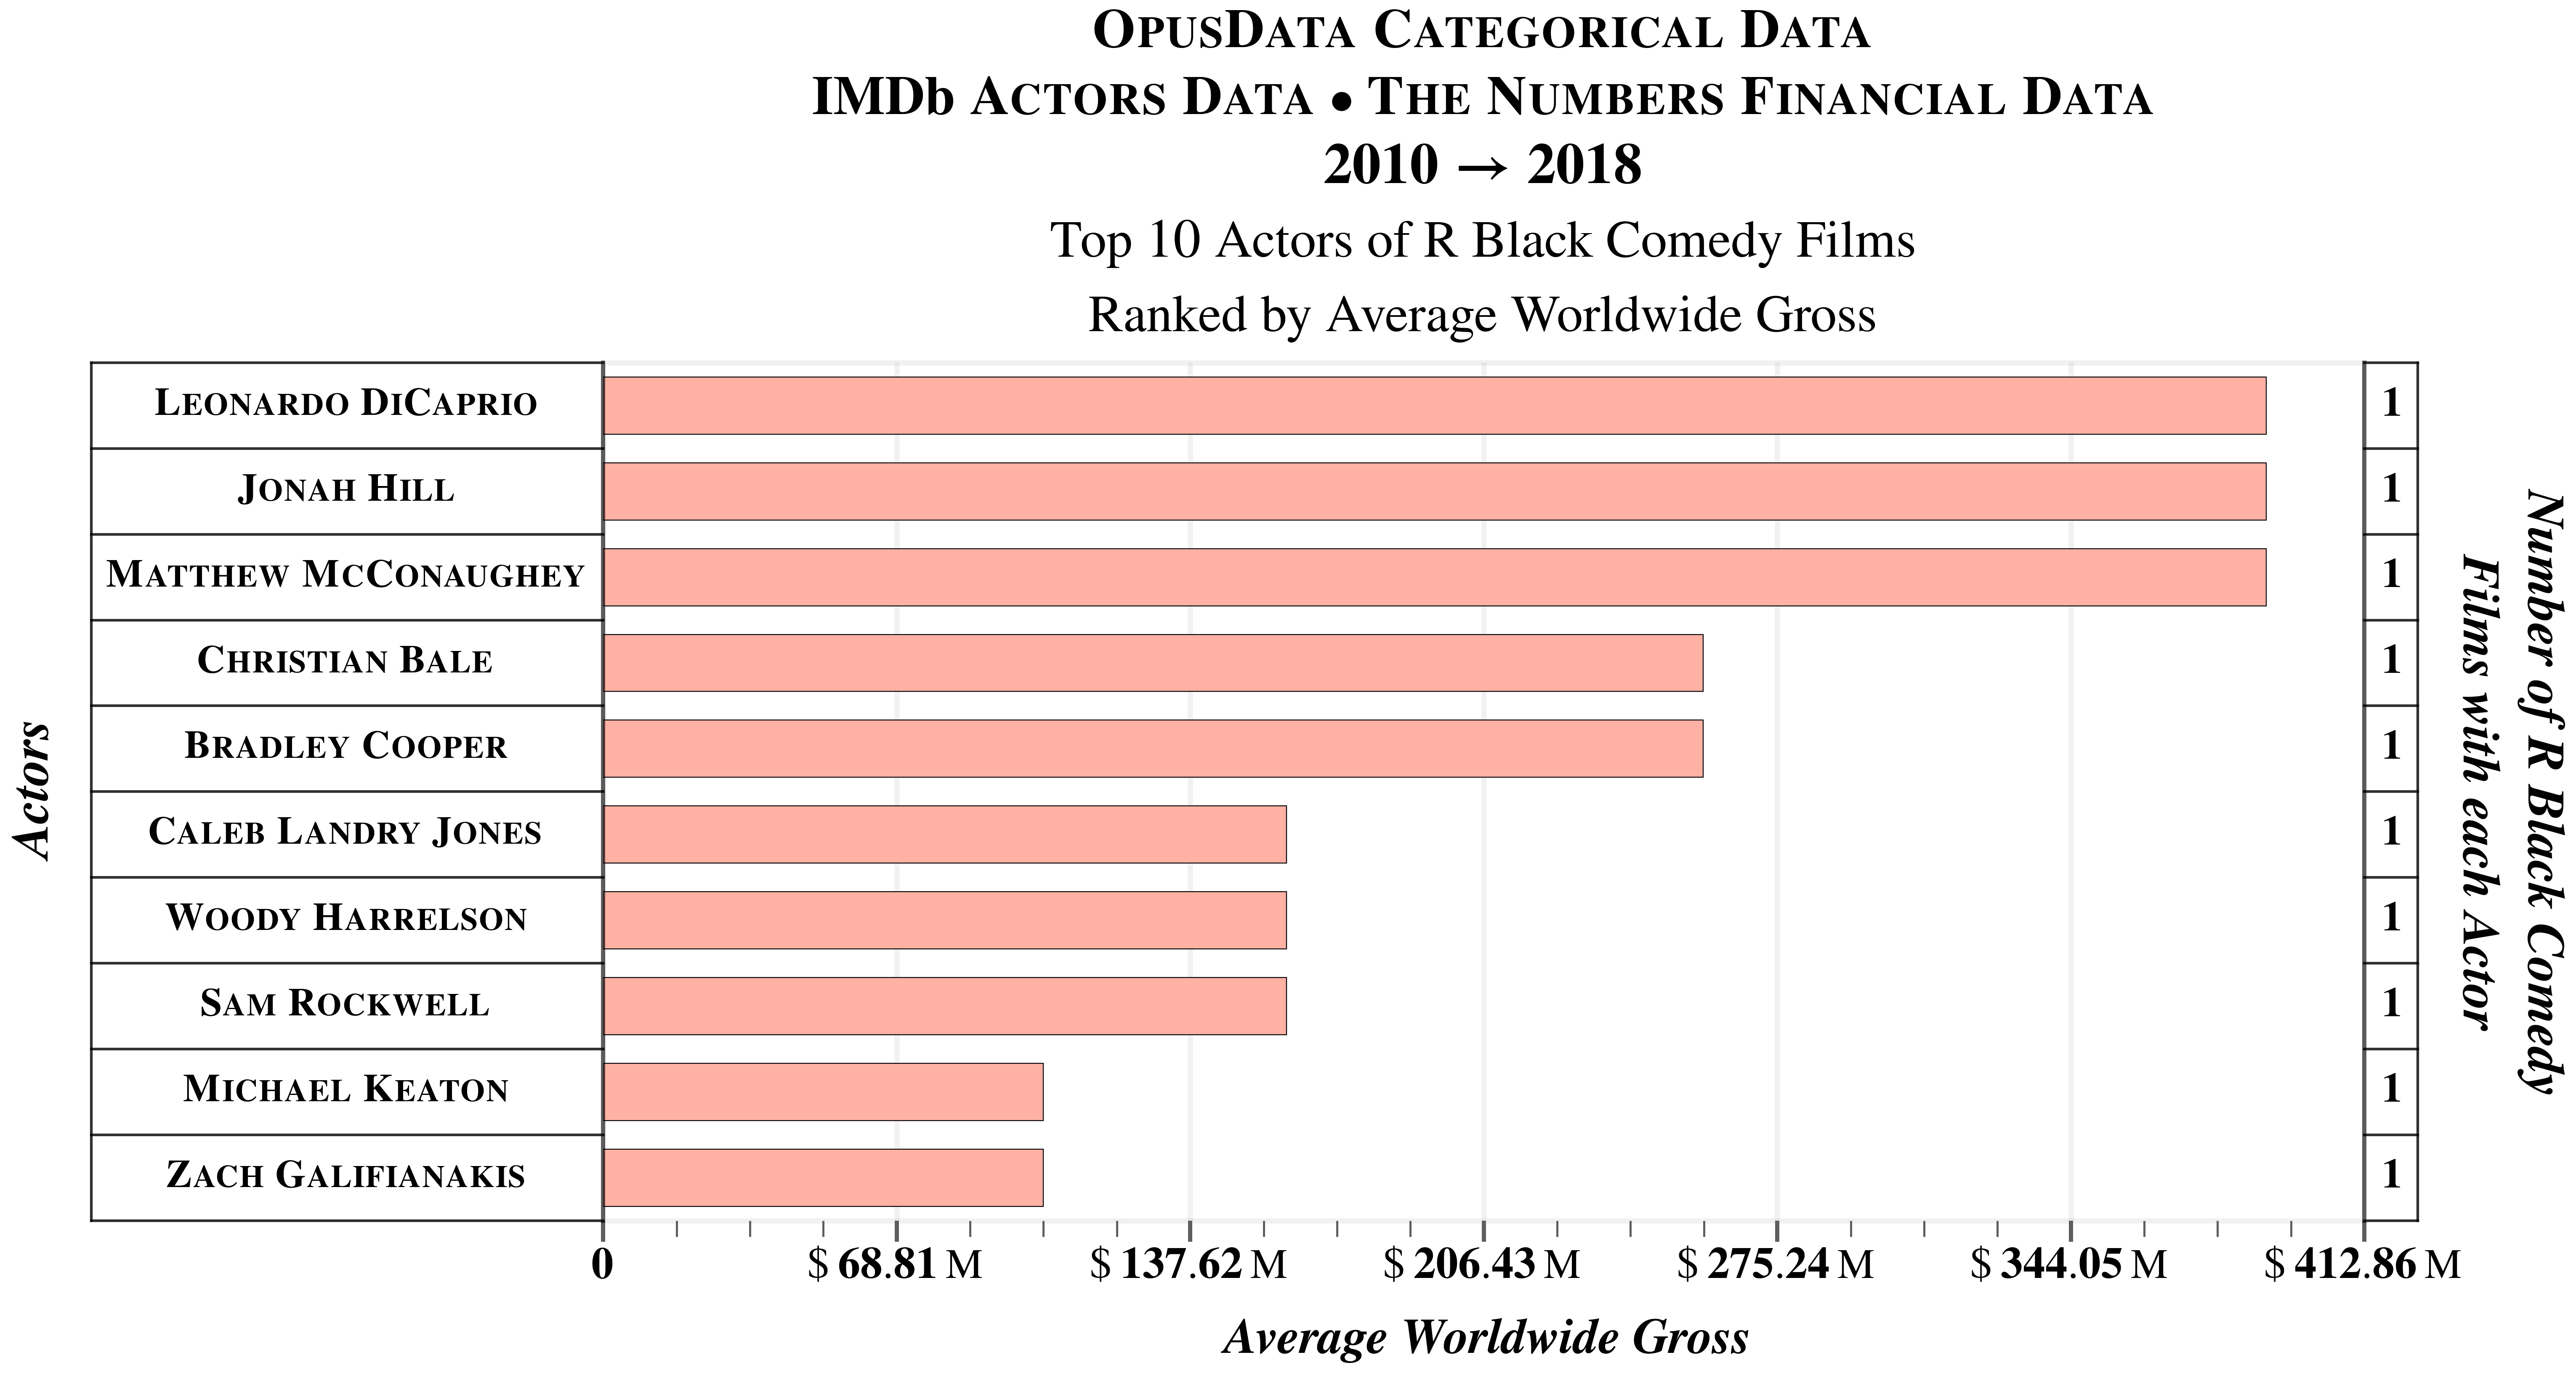 OpusData Categorical Data
IMDb Actors Data • The Numbers Financial Data
2010 → 2018
Top 10 Actors of R Black Comedy Films
Ranked by Average Worldwide Gross
Actors
Leonardo DiCaprio 1
Jonah Hill 1
Matthew McConaughey 1
Christian Bale 1
Bradley Cooper 1
Caleb Landry Jones 1
Woody Harrelson 1
Sam Rockwell 1
Michael Keaton 1
Zach Galifianakis 1
Number of R Black Comedy
Films with each Actor
0 $ 68.81 M $ 137.62 M $ 206.43 M $ 275.24 M $ 344.05 M $ 412.86 M
Average Worldwide Gross